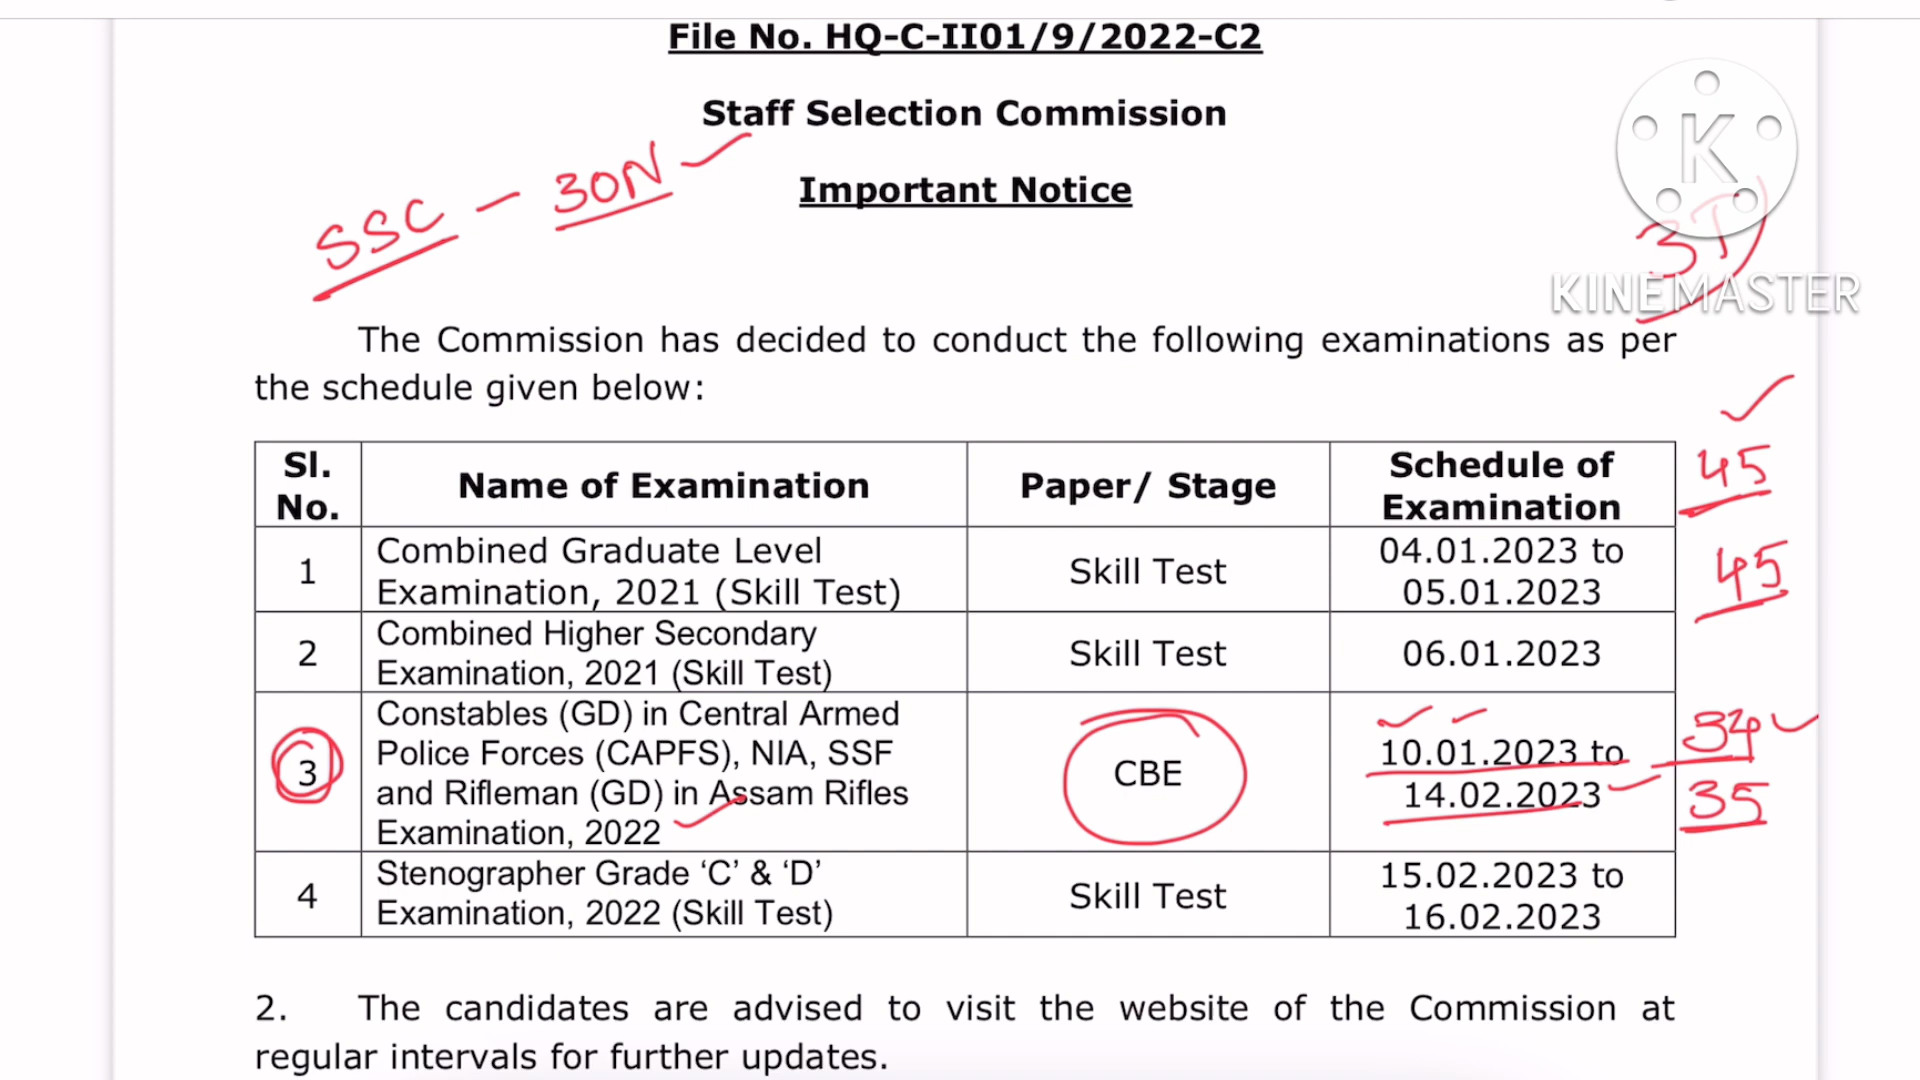 File No. HQ-C-II01/9/2022-C2
Staff Selection Commission
SSC - 30N
Important Notice
K
KINEMASTER
The Commission has decided to conduct the following examinations as per
the schedule given below:
45
Sl. No. Name of Examination Paper/ Stage Schedule of Examination
45
1 Combined Graduate Level Examination, 2021 (Skill Test) Skill Test 04.01.2023 to 05.01.2023
2 Combined Higher Secondary Examination, 2021 (Skill Test) Skill Test 06.01.2023
3 Constables (GD) in Central Armed Police Forces (CAPFS), NIA, SSF and Rifleman (GD) in Assam Rifles Examination, 2022 CBE 10.01.2023 to 14.02.2023
35
4 Stenographer Grade ‘C’ & ‘D’ Examination, 2022 (Skill Test) Skill Test 15.02.2023 to 16.02.2023
2. The candidates are advised to visit the website of the Commission at
regular intervals for further updates.